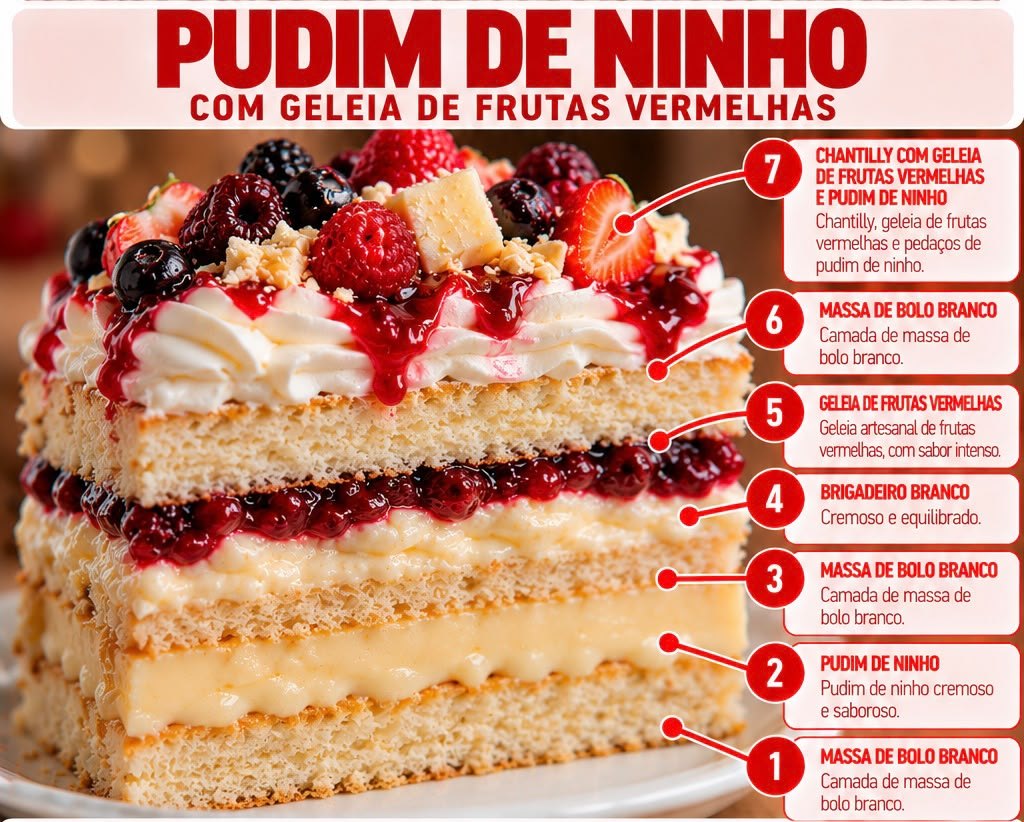 PUDIM DE NINHO
COM GELEIA DE FRUTAS VERMELHAS
7
CHANTILLY COM GELEIA
DE FRUTAS VERMELHAS
E PUDIM DE NINHO
Chantilly, geleia de frutas
vermelhas e pedaços de
pudim de ninho.
6
MASSA DE BOLO BRANCO
Camada de massa de
bolo branco.
5
GELEIA DE FRUTAS VERMELHAS
Geleia artesanal de frutas
vermelhas, com sabor intenso.
4
BRIGADEIRO BRANCO
Cremoso e equilibrado.
3
MASSA DE BOLO BRANCO
Camada de massa de
bolo branco.
2
PUDIM DE NINHO
Pudim de ninho cremoso
e saboroso.
1
MASSA DE BOLO BRANCO
Camada de massa de
bolo branco.